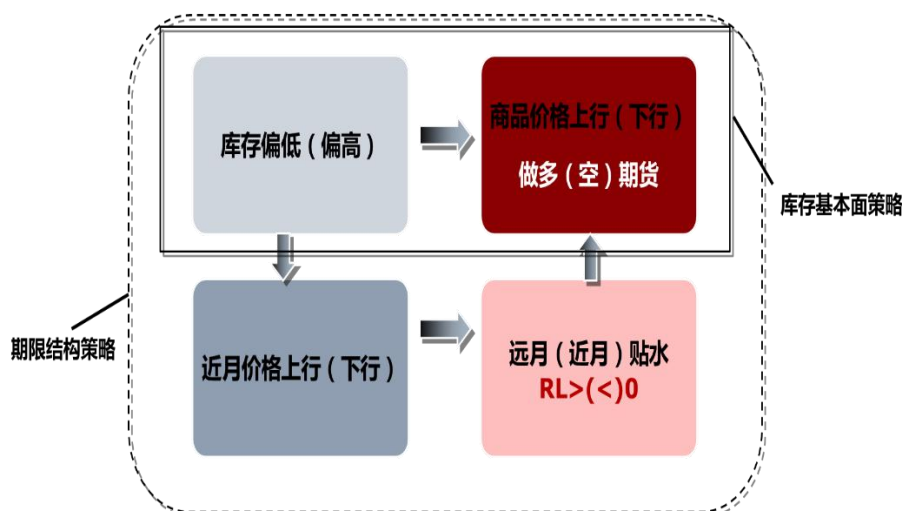 库存偏低（偏高）
商品价格上行（下行）
做多（空）期货
库存基本面策略
期限结构策略
近月价格上行（下行）
远月（近月）贴水
RL>(<)0